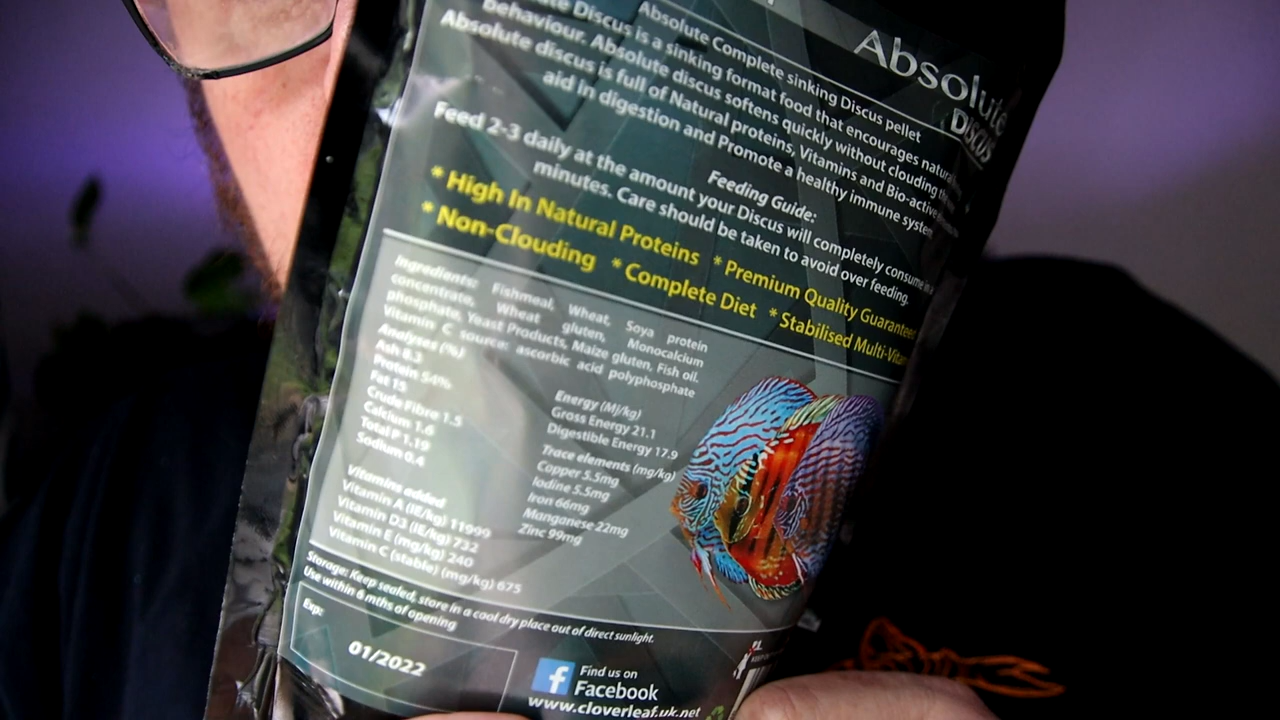 Absolute
Discus
Absolute Complete sinking Discus pellet
Discus is a sinking format food that encourages natural
behaviour. Absolute discus softens quickly without clouding the
Absolute discus is full of Natural proteins, Vitamins and Bio-active
aid in digestion and Promote a healthy immune system
Feeding Guide:
Feed 2-3 daily at the amount your Discus will completely consume in
minutes. Care should be taken to avoid over feeding.
* High In Natural Proteins * Premium Quality Guaranteed
* Non-Clouding * Complete Diet * Stabilised Multi-Vita
Ingredients: Fishmeal, Wheat, Soya protein
concentrate, Wheat gluten, Monocalcium
phosphate, Yeast Products, Maize gluten, Fish oil.
Vitamin C source: ascorbic acid polyphosphate
Analyses (%)
Ash 8.3
Protein 54%
Fat 15
Crude Fibre 1.5
Calcium 1.6
Total P 1.19
Sodium 0.4
Energy (Mj/kg)
Gross Energy 21.1
Digestible Energy 17.9
Trace elements (mg/kg)
Copper 5.5mg
Iodine 5.5mg
Iron 66mg
Manganese 22mg
Zinc 99mg
Vitamins added
Vitamin A (IE/kg) 11999
Vitamin D3 (IE/kg) 732
Vitamin E (mg/kg) 240
Vitamin C (stable) (mg/kg) 675
Storage: Keep sealed, store in a cool dry place out of direct sunlight.
Use within 6 mths of opening
Exp:
01/2022
f
Find us on
Facebook
www.cloverleaf.uk.net